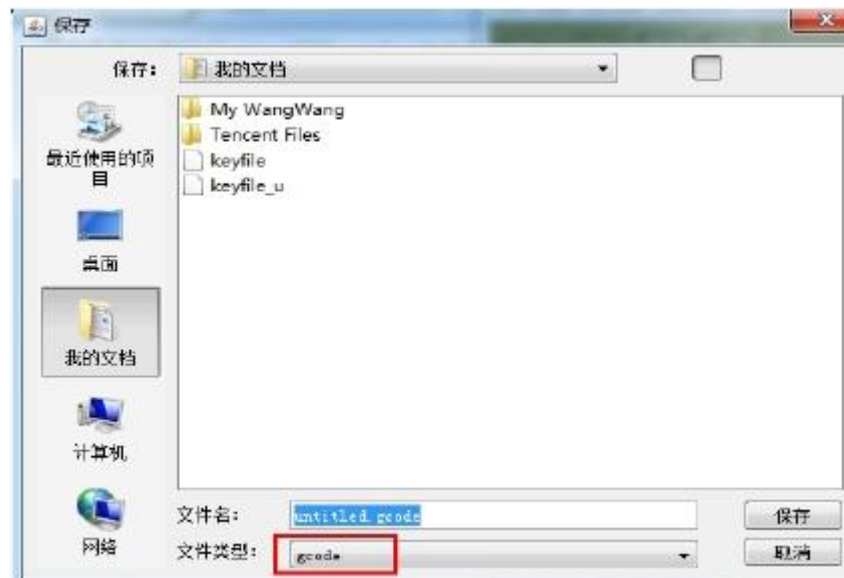 保存
保存:
我的文档
My WangWang
Tencent Files
keyfile
keyfile_u
最近使用的项
目
桌面
我的文档
计算机
网络
文件名:
untitled.gcode
保存
文件类型:
gcode
取消